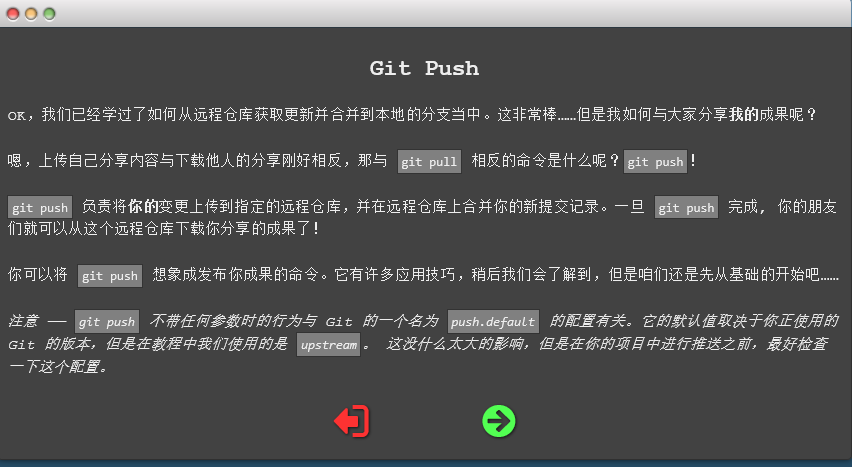 Git Push
OK，我们已经学过了如何从远程仓库获取更新并合并到本地的分支当中。这非常棒……但是我如何与大家分享我的成果呢？
嗯，上传自己分享内容与下载他人的分享刚好相反，那与 git pull 相反的命令是什么呢？git push！
git push 负责将你的变更上传到指定的远程仓库，并在远程仓库上合并你的新提交记录。一旦 git push 完成, 你的朋友
们就可以从这个远程仓库下载你分享的成果了！
你可以将 git push 想象成发布你成果的命令。它有许多应用技巧，稍后我们会了解到，但是咱们还是先从基础的开始吧……
注意 —— git push 不带任何参数时的行为与 Git 的一个名为 push.default 的配置有关。它的默认值取决于你正使用的
Git 的版本，但是在教程中我们使用的是 upstream。 这没什么太大的影响，但是在你的项目中进行推送之前，最好检查
一下这个配置。